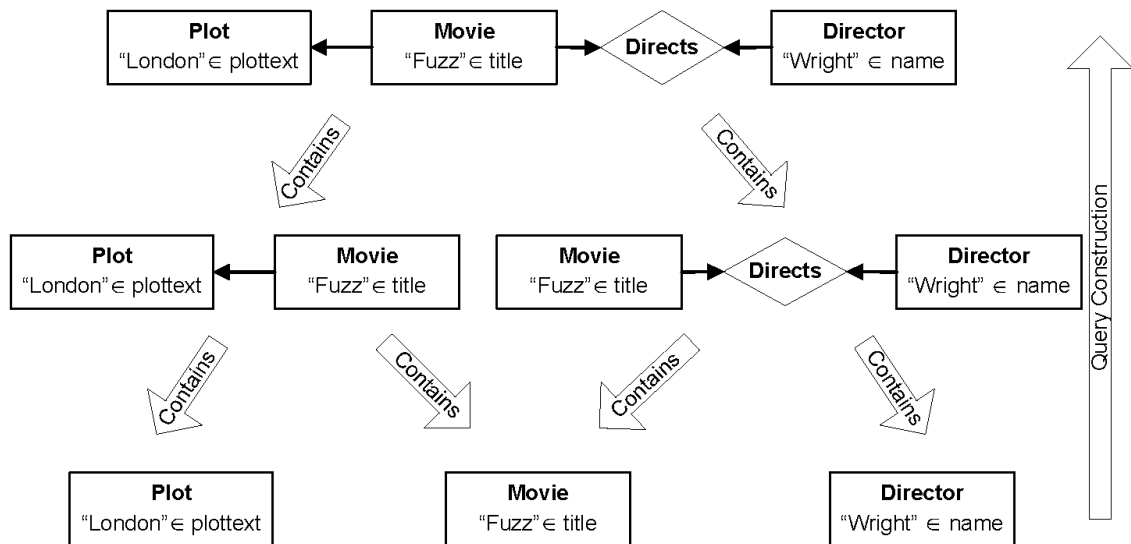 Plot
“London”∈ plottext
Movie
“Fuzz”∈ title
Directs
Director
“Wright” ∈ name
Contains
Contains
Plot
“London”∈ plottext
Movie
“Fuzz”∈ title
Movie
“Fuzz”∈ title
Directs
Director
“Wright” ∈ name
Contains
Contains
Contains
Contains
Plot
“London”∈ plottext
Movie
“Fuzz”∈ title
Director
“Wright” ∈ name
Query Construction